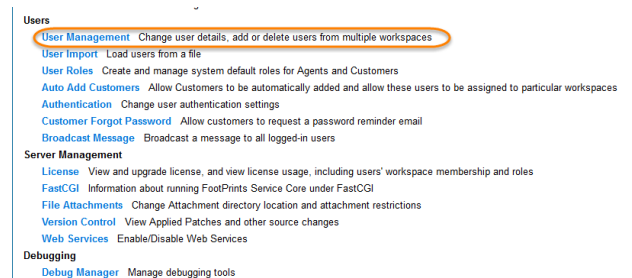 Users
User Management Change user details, add or delete users from multiple workspaces
User Import Load users from a file
User Roles Create and manage system default roles for Agents and Customers
Auto Add Customers Allow Customers to be automatically added and allow these users to be assigned to particular workspaces
Authentication Change user authentication settings
Customer Forgot Password Allow customers to request a password reminder email
Broadcast Message Broadcast a message to all logged-in users
Server Management
License View and upgrade license, and view license usage, including users' workspace membership and roles
FastCGI Information about running FootPrints Service Core under FastCGI
File Attachments Change Attachment directory location and attachment restrictions
Version Control View Applied Patches and other source changes
Web Services Enable/Disable Web Services
Debugging
Debug Manager Manage debugging tools